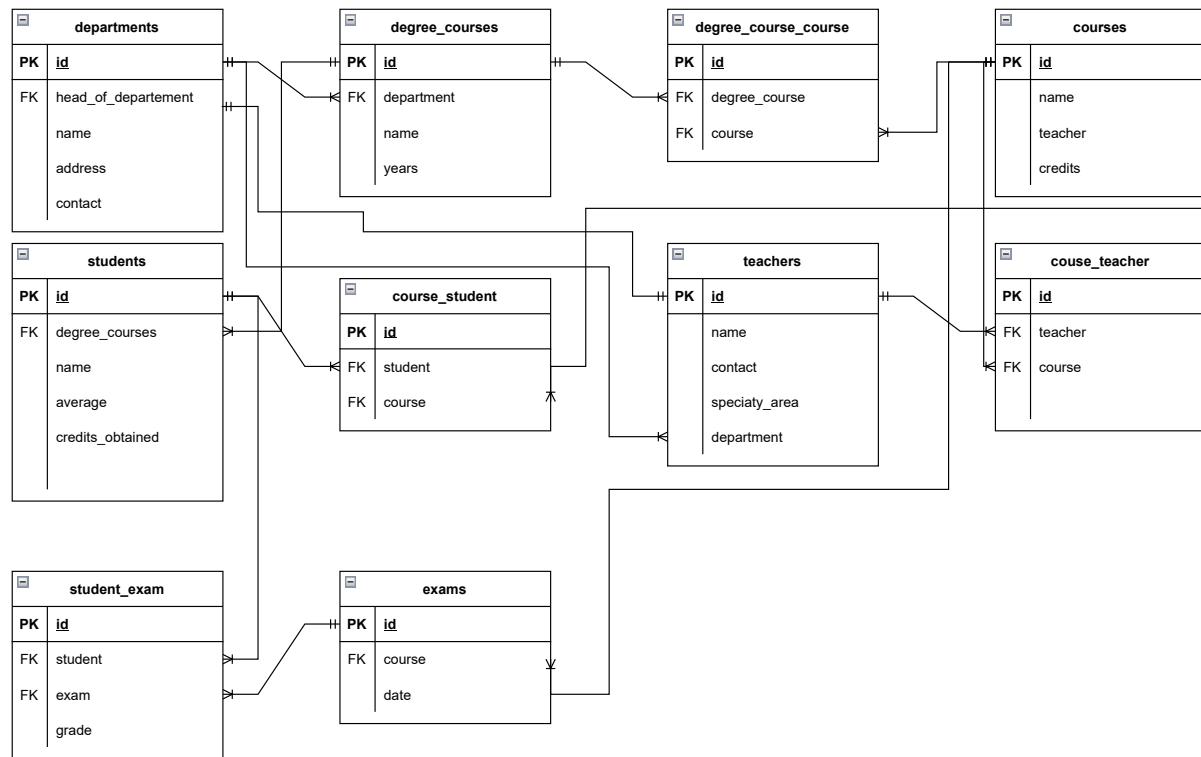 departments
PK id
FK head_of_departement
name
address
contact
degree_courses
PK id
FK department
name
years
degree_course_course
PK id
FK degree_course
FK course
courses
PK id
name
teacher
credits
students
PK id
FK degree_courses
name
average
credits_obtained
course_student
PK id
FK student
FK course
teachers
PK id
name
contact
speciaty_area
department
couse_teacher
PK id
FK teacher
FK course
student_exam
PK id
FK student
FK exam
grade
exams
PK id
FK course
date